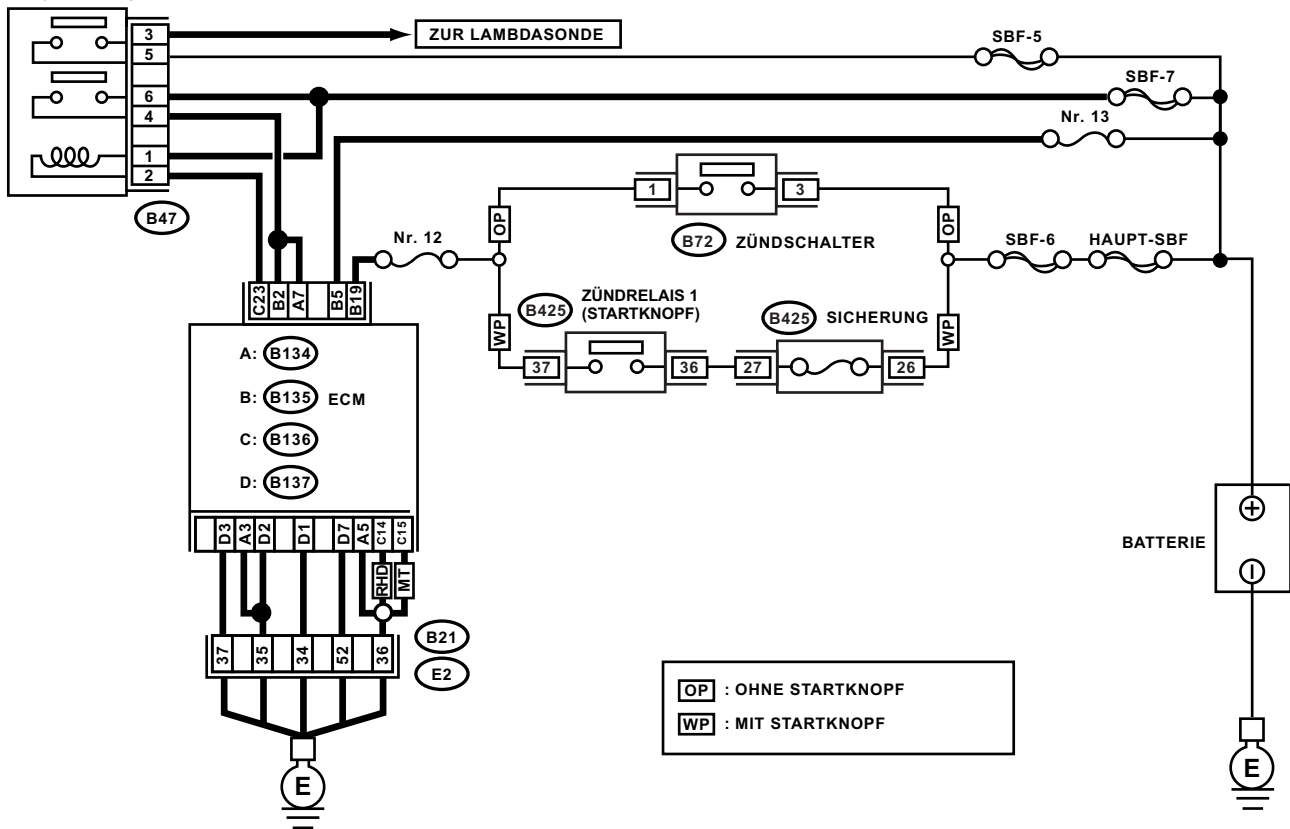 3
ZUR LAMBDASONDE
5
SBF-5
6
SBF-7
4
Nr. 13
1
2
B47
1
3
OP
OP
B72
ZÜNDSCHALTER
Nr. 12
SBF-6
HAUPT-SBF
C23
B2
A7
B5
B19
B425
ZÜNDRELAIS 1
(STARTKNOPF)
B425
SICHERUNG
WP
WP
37
36
27
26
A: B134
B: B135 ECM
C: B136
D: B137
D3
A3
D2
D1
D7
A5
C14
C15
RHD
MT
BATTERIE
+
−
B21
37
35
34
52
36
E2
OP : OHNE STARTKNOPF
WP : MIT STARTKNOPF
E
E